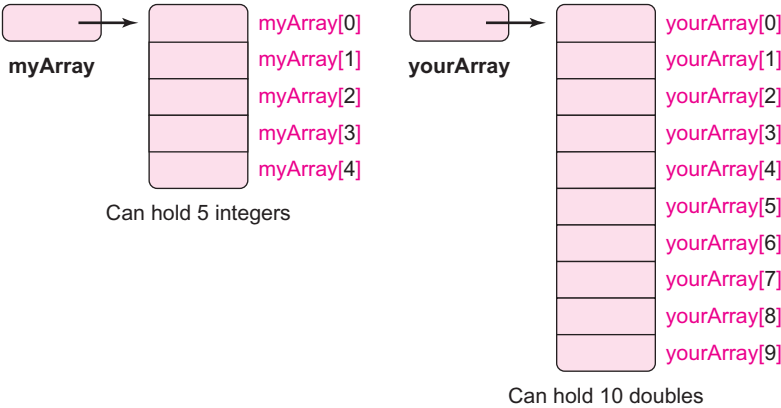 myArray
myArray[0]
myArray[1]
myArray[2]
myArray[3]
myArray[4]
Can hold 5 integers
yourArray
yourArray[0]
yourArray[1]
yourArray[2]
yourArray[3]
yourArray[4]
yourArray[5]
yourArray[6]
yourArray[7]
yourArray[8]
yourArray[9]
Can hold 10 doubles